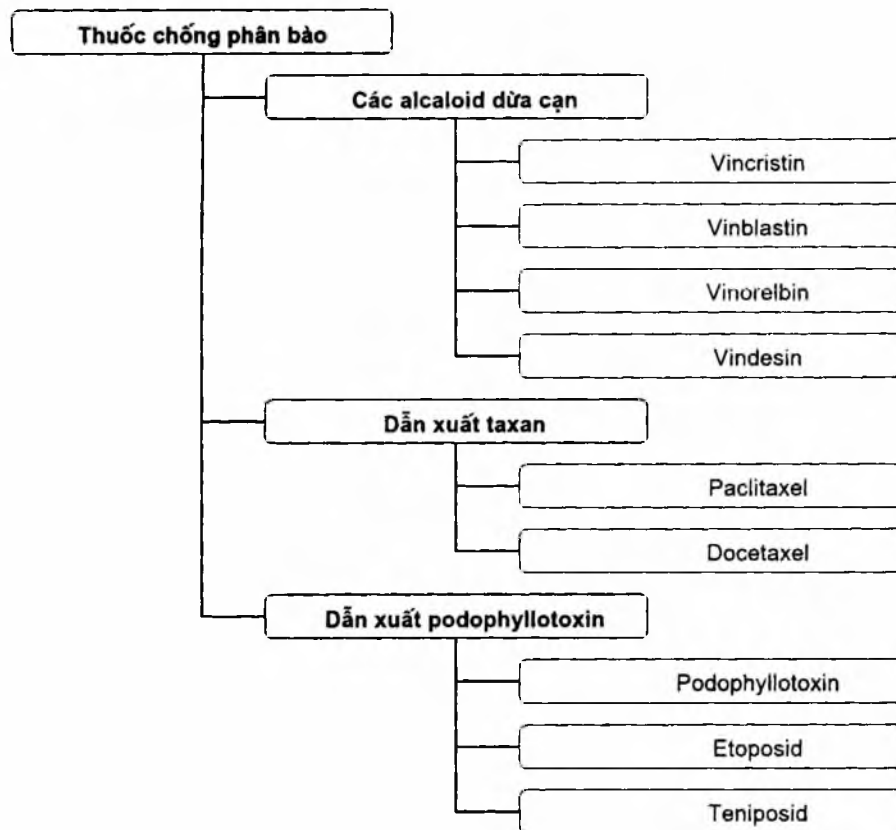 Thuốc chống phân bào
Các alcaloid dừa cạn
Vincristin
Vinblastin
Vinorelbin
Vindesin
Dẫn xuất taxan
Paclitaxel
Docetaxel
Dẫn xuất podophyllotoxin
Podophyllotoxin
Etoposid
Teniposid